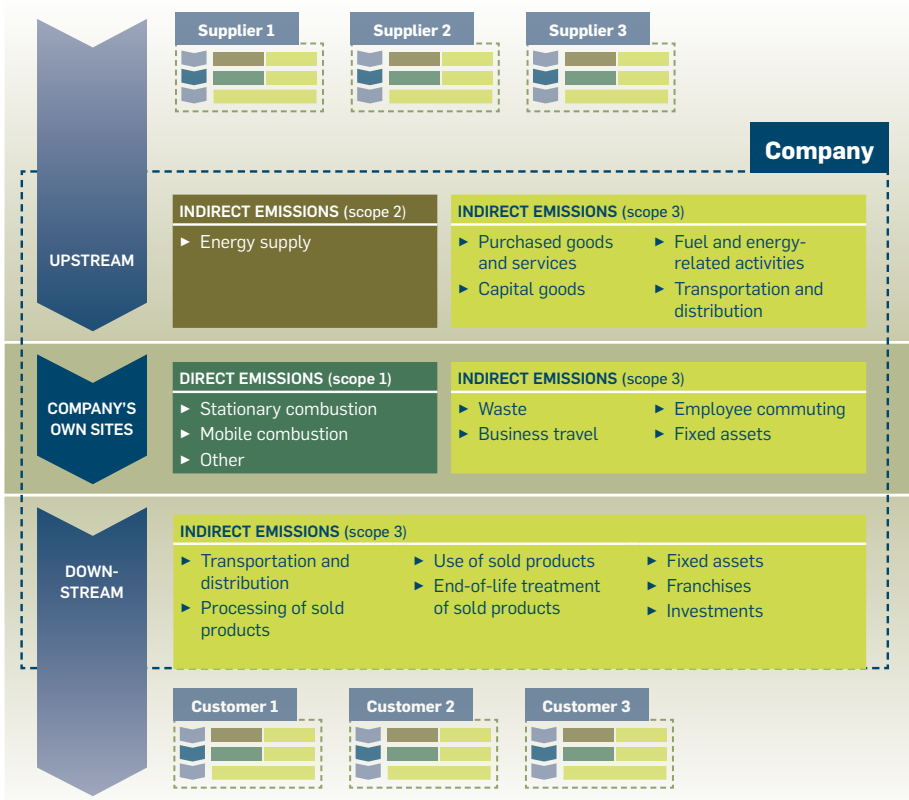 Supplier 1
Supplier 2
Supplier 3
Company
UPSTREAM
INDIRECT EMISSIONS (scope 2)
► Energy supply
INDIRECT EMISSIONS (scope 3)
► Purchased goods
and services
► Capital goods
► Fuel and energy-
related activities
► Transportation and
distribution
COMPANY'S
OWN SITES
DIRECT EMISSIONS (scope 1)
► Stationary combustion
► Mobile combustion
► Other
INDIRECT EMISSIONS (scope 3)
► Waste
► Business travel
► Employee commuting
► Fixed assets
DOWN-
STREAM
INDIRECT EMISSIONS (scope 3)
► Transportation and
distribution
► Processing of sold
products
► Use of sold products
► End-of-life treatment
of sold products
► Fixed assets
► Franchises
► Investments
Customer 1
Customer 2
Customer 3